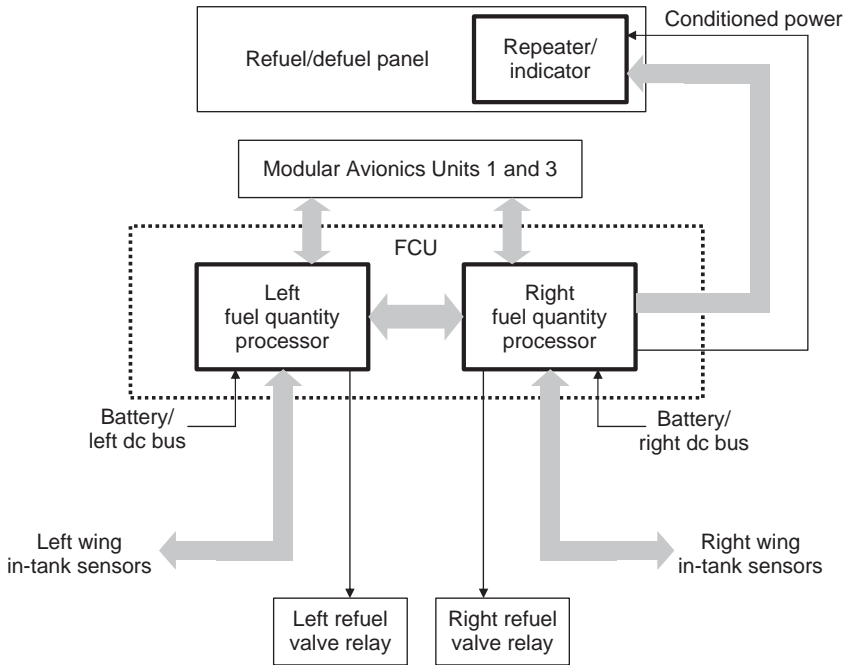 Conditioned power
Refuel/defuel panel
Repeater/
indicator
Modular Avionics Units 1 and 3
FCU
Left
fuel quantity
processor
Right
fuel quantity
processor
Battery/
left dc bus
Battery/
right dc bus
Left wing
in-tank sensors
Right wing
in-tank sensors
Left refuel
valve relay
Right refuel
valve relay